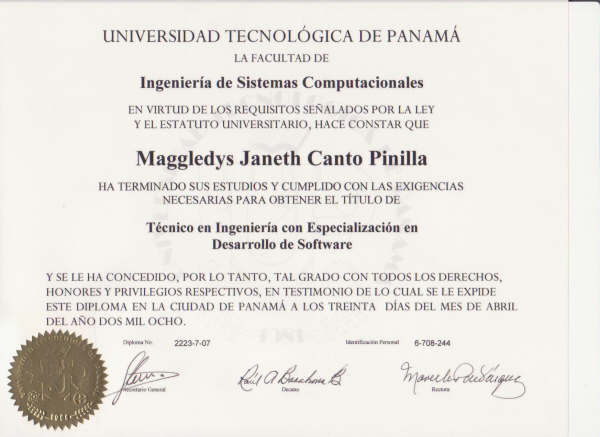 UNIVERSIDAD TECNOLÓGICA DE PANAMÁ
LA FACULTAD DE
Ingeniería de Sistemas Computacionales
EN VIRTUD DE LOS REQUISITOS SEÑALADOS POR LA LEY
Y EL ESTATUTO UNIVERSITARIO, HACE CONSTAR QUE
Maggledys Janeth Canto Pinilla
HA TERMINADO SUS ESTUDIOS Y CUMPLIDO CON LAS EXIGENCIAS
NECESARIAS PARA OBTENER EL TÍTULO DE
Técnico en Ingeniería con Especialización en
Desarrollo de Software
Y SE LE HA CONCEDIDO, POR LO TANTO, TAL GRADO CON TODOS LOS DERECHOS,
HONORES Y PRIVILEGIOS RESPECTIVOS, EN TESTIMONIO DE LO CUAL SE LE EXPIDE
ESTE DIPLOMA EN LA CIUDAD DE PANAMÁ A LOS TREINTA DÍAS DEL MES DE ABRIL
DEL AÑO DOS MIL OCHO.
Diploma No. 2223-7-07 Identificación Personal 6-708-244
Secretario General Decano Rectora